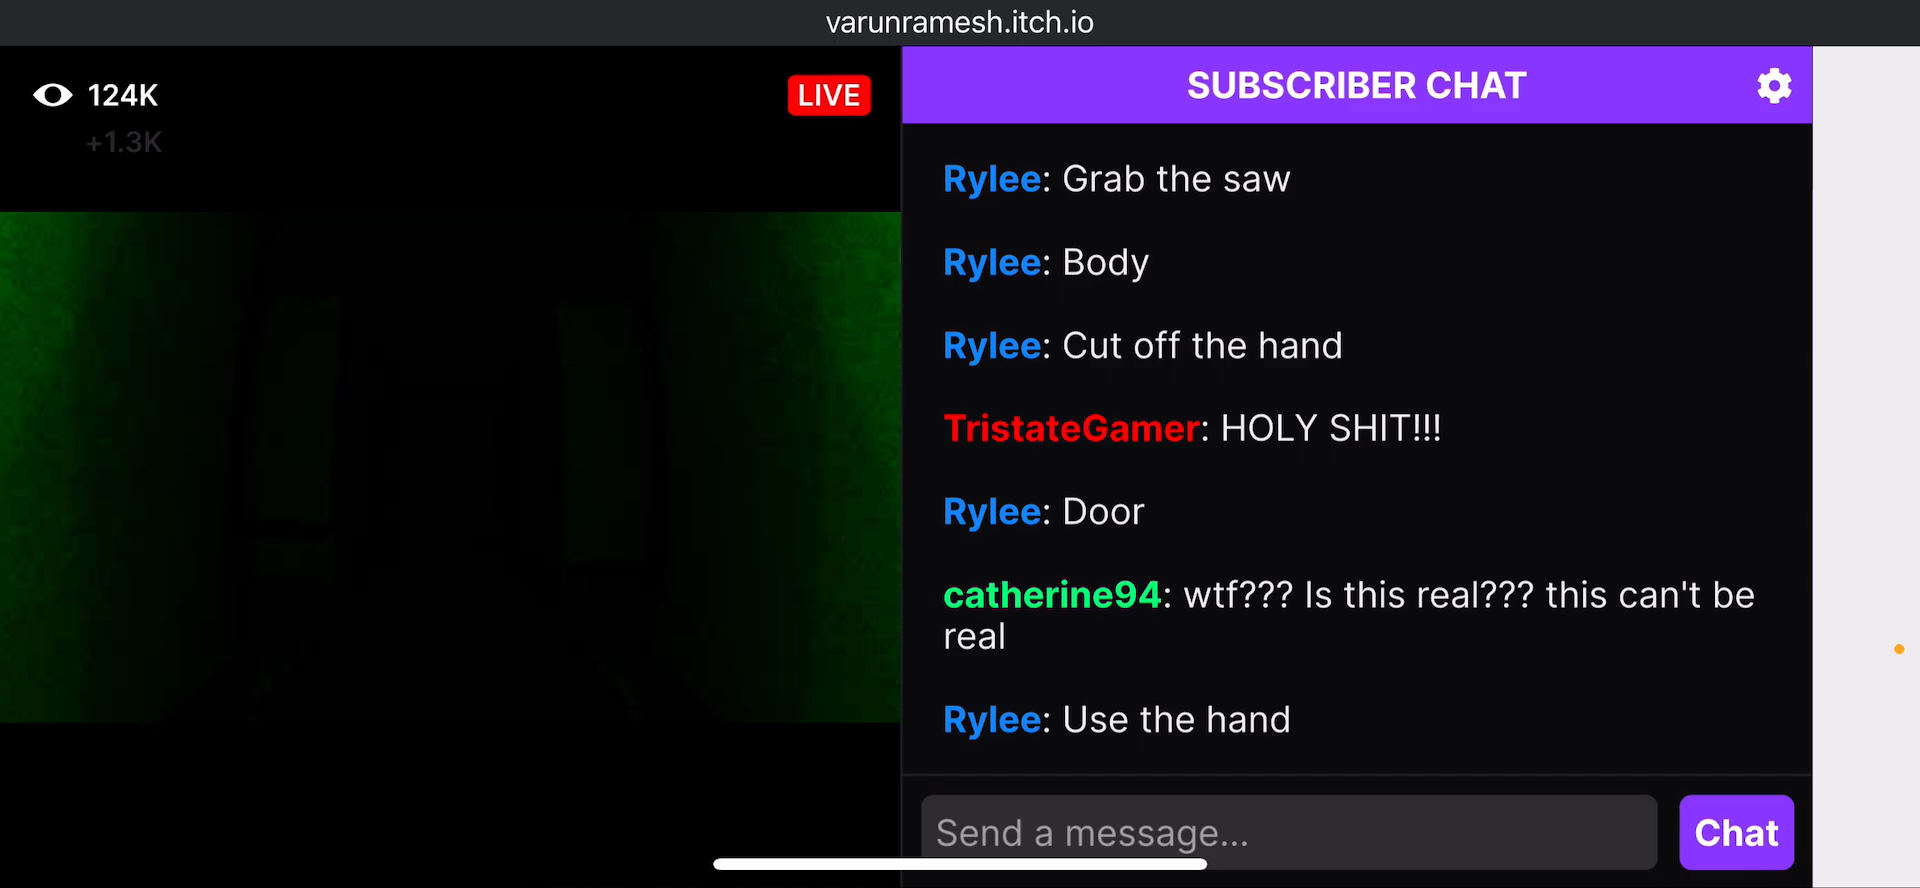 varunramesh.itch.io
124K
+1.3K
LIVE
SUBSCRIBER CHAT
Rylee: Grab the saw
Rylee: Body
Rylee: Cut off the hand
TristateGamer: HOLY SHIT!!!
Rylee: Door
catherine94: wtf??? Is this real??? this can't be
real
Rylee: Use the hand
Send a message...
Chat